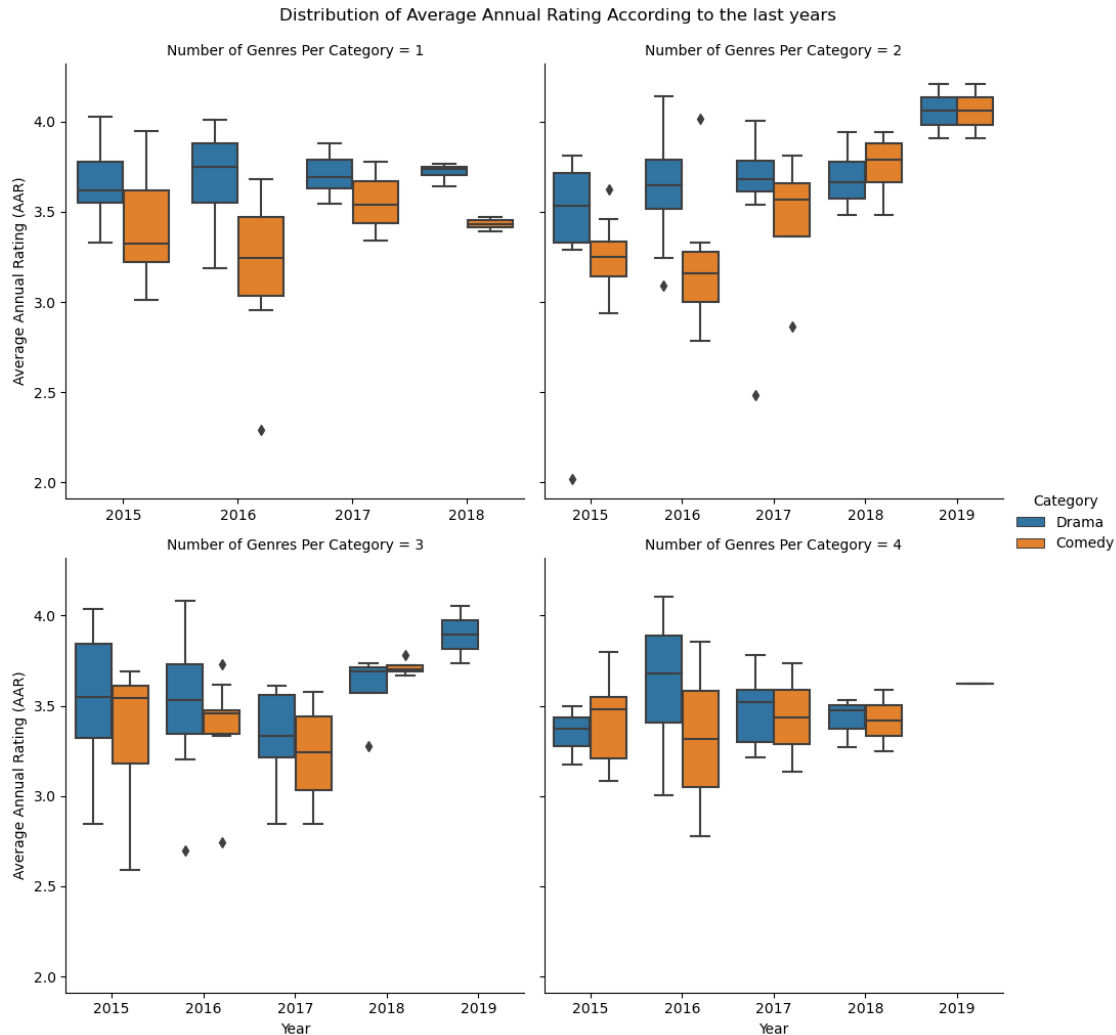 Distribution of Average Annual Rating According to the last years
Number of Genres Per Category = 1
Number of Genres Per Category = 2
Average Annual Rating (AAR)
4.0
3.5
3.0
2.5
2.0
2015 2016 2017 2018
2015 2016 2017 2018 2019
Category
Drama
Comedy
Number of Genres Per Category = 3
Number of Genres Per Category = 4
Average Annual Rating (AAR)
4.0
3.5
3.0
2.5
2.0
2015 2016 2017 2018 2019
Year
2015 2016 2017 2018 2019
Year